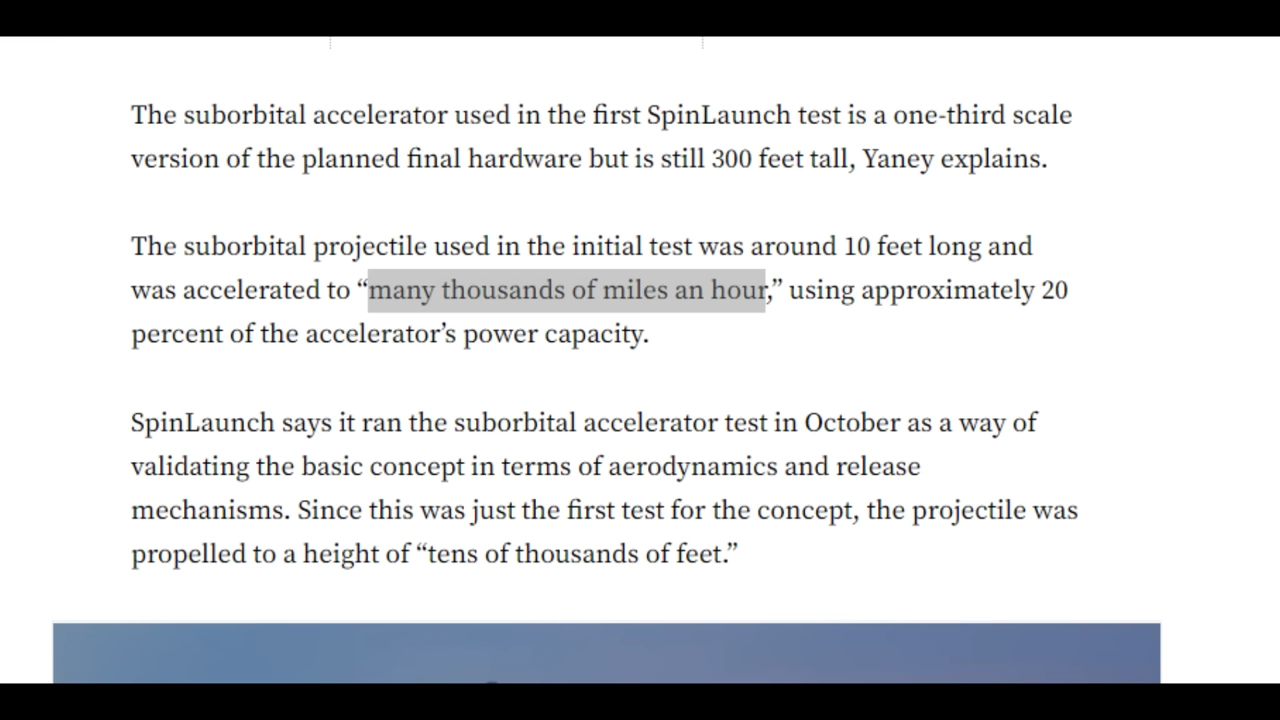 The suborbital accelerator used in the first SpinLaunch test is a one-third scale
version of the planned final hardware but is still 300 feet tall, Yaney explains.
The suborbital projectile used in the initial test was around 10 feet long and
was accelerated to “many thousands of miles an hour,” using approximately 20
percent of the accelerator’s power capacity.
SpinLaunch says it ran the suborbital accelerator test in October as a way of
validating the basic concept in terms of aerodynamics and release
mechanisms. Since this was just the first test for the concept, the projectile was
propelled to a height of “tens of thousands of feet.”